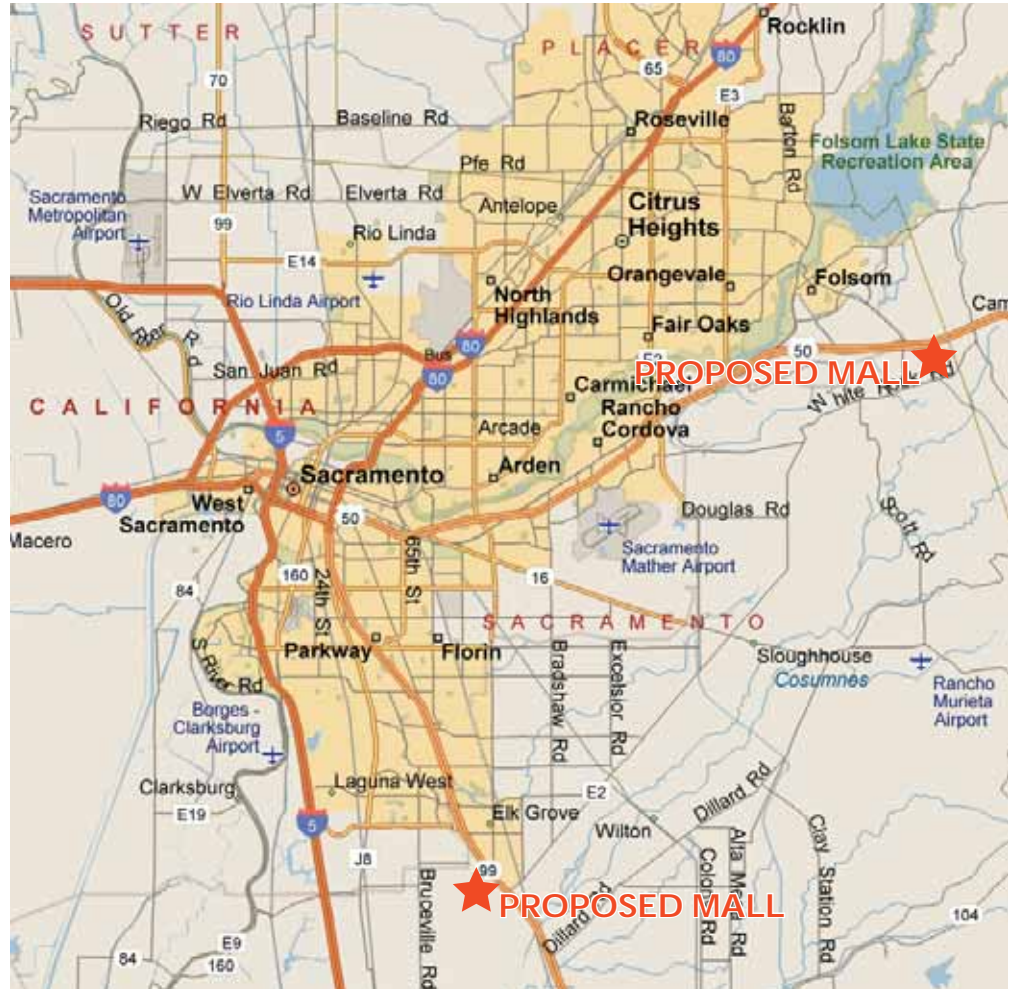 Rocklin
SUTTER
PLACER
80
65
70
E3
Riego Rd
Baseline Rd
Roseville
Barton Rd
Folsom Lake State
Recreation Area
Pfe Rd
W Elverta Rd
Elverta Rd
Sacramento
Metropolitan
Airport
Antelope
Citrus
Heights
99
Rio Linda
E14
Orangevale
Folsom
Rio Linda Airport
North
Highlands
Cam
Old River Rd
Fair Oaks
80
Bus
80
50
San Juan Rd
PROPOSED MALL
Carmichael
White Rock Rd
CALIFORNIA
Rancho
Cordova
5
Arcade
Sacramento
Arden
80
West
Sacramento
50
Douglas Rd
Scott Rd
Macero
Sacramento
Mather Airport
65th St
160
24th St
16
84
SACRAMENTO
Parkway
Florin
Bradshaw Rd
Excelsior Rd
Sloughhouse
Cosumnes
S River Rd
Rancho
Murieta
Airport
Borges -
Clarksburg
Airport
Laguna West
Clarksburg
E2
Dillard Rd
E19
5
Elk Grove
Wilton
J8
99
Bruceville Rd
PROPOSED MALL
Dillard Rd
Colony Rd
Alta Mesa Rd
Clay Station Rd
104
E9
84
160